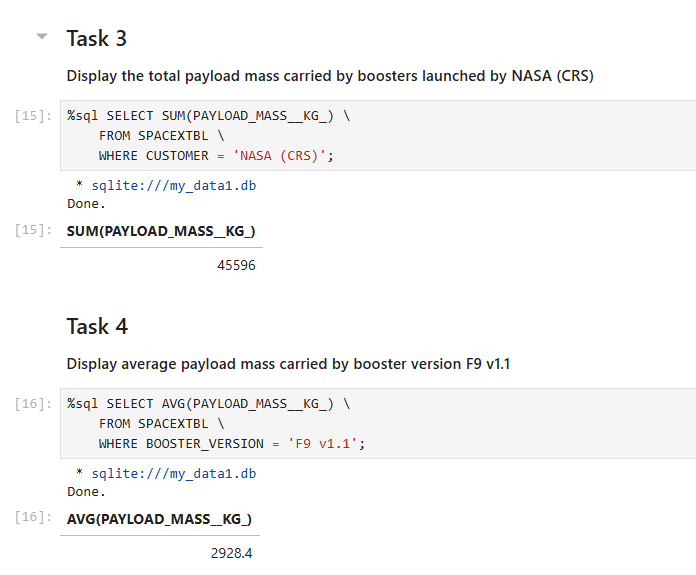 Task 3
Display the total payload mass carried by boosters launched by NASA (CRS)
[15]: %sql SELECT SUM(PAYLOAD_MASS__KG_) \
FROM SPACEXTBL \
WHERE CUSTOMER = 'NASA (CRS)';
* sqlite:///my_data1.db
Done.
[15]: SUM(PAYLOAD_MASS__KG_)
45596
Task 4
Display average payload mass carried by booster version F9 v1.1
[16]: %sql SELECT AVG(PAYLOAD_MASS__KG_) \
FROM SPACEXTBL \
WHERE BOOSTER_VERSION = 'F9 v1.1';
* sqlite:///my_data1.db
Done.
[16]: AVG(PAYLOAD_MASS__KG_)
2928.4